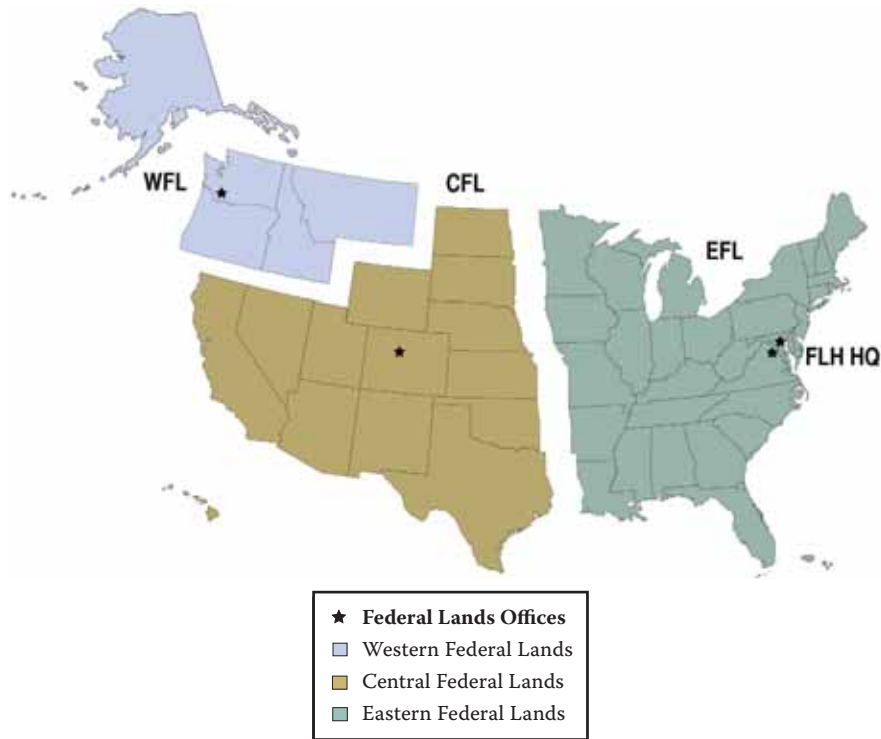 WFL
CFL
EFL
FLH HQ
★ Federal Lands Offices
Western Federal Lands
Central Federal Lands
Eastern Federal Lands